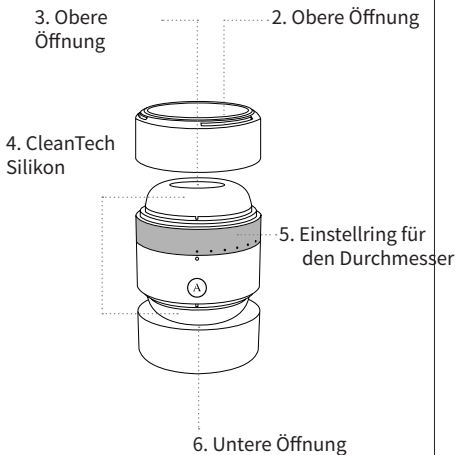 3. Obere
Öffnung
2. Obere Öffnung
4. CleanTech
Silikon
5. Einstellring für
den Durchmesser
A
6. Untere Öffnung